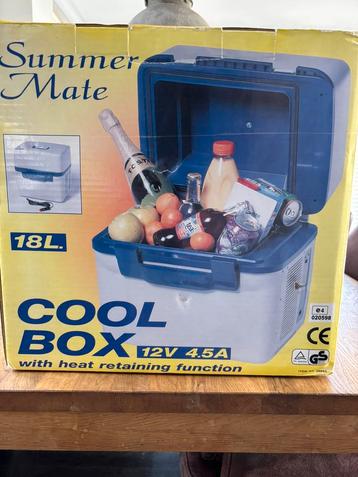 Summer
Mate
18L.
COOL
BOX
12V 4.5A
with heat retaining function
e4
020598
CE
GS